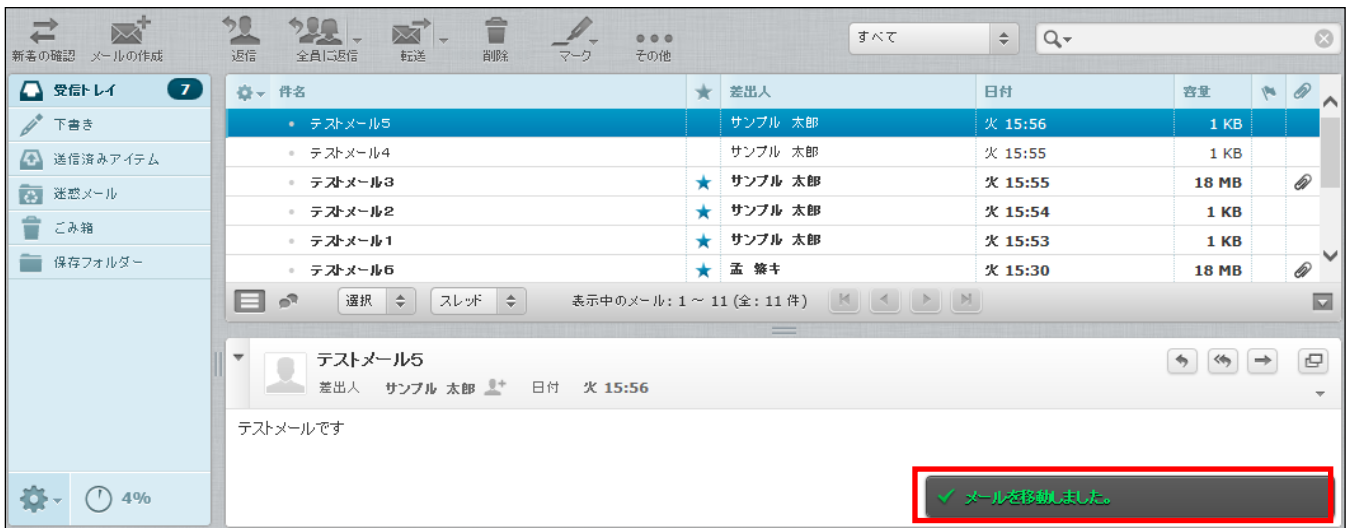 新着の確認 メールの作成 返信 全員に返信 転送 削除 マーク その他 すべて
受信トレイ 7
下書き
送信済みアイテム
迷惑メール
ごみ箱
保存フォルダー
4%
件名 差出人 日付 容量
テストメール5 サンプル 太郎 火 15:56 1 KB
テストメール4 サンプル 太郎 火 15:55 1 KB
テストメール3 サンプル 太郎 火 15:55 18 MB
テストメール2 サンプル 太郎 火 15:54 1 KB
テストメール1 サンプル 太郎 火 15:53 1 KB
テストメール6 火 15:30 18 MB
選択 スレッド 表示中のメール: 1 ~ 11 (全: 11 件)
テストメール5
差出人 サンプル 太郎 日付 火 15:56
テストメールです
メールを移動しました。